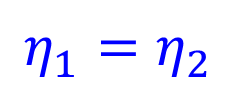 η₁ = η₂